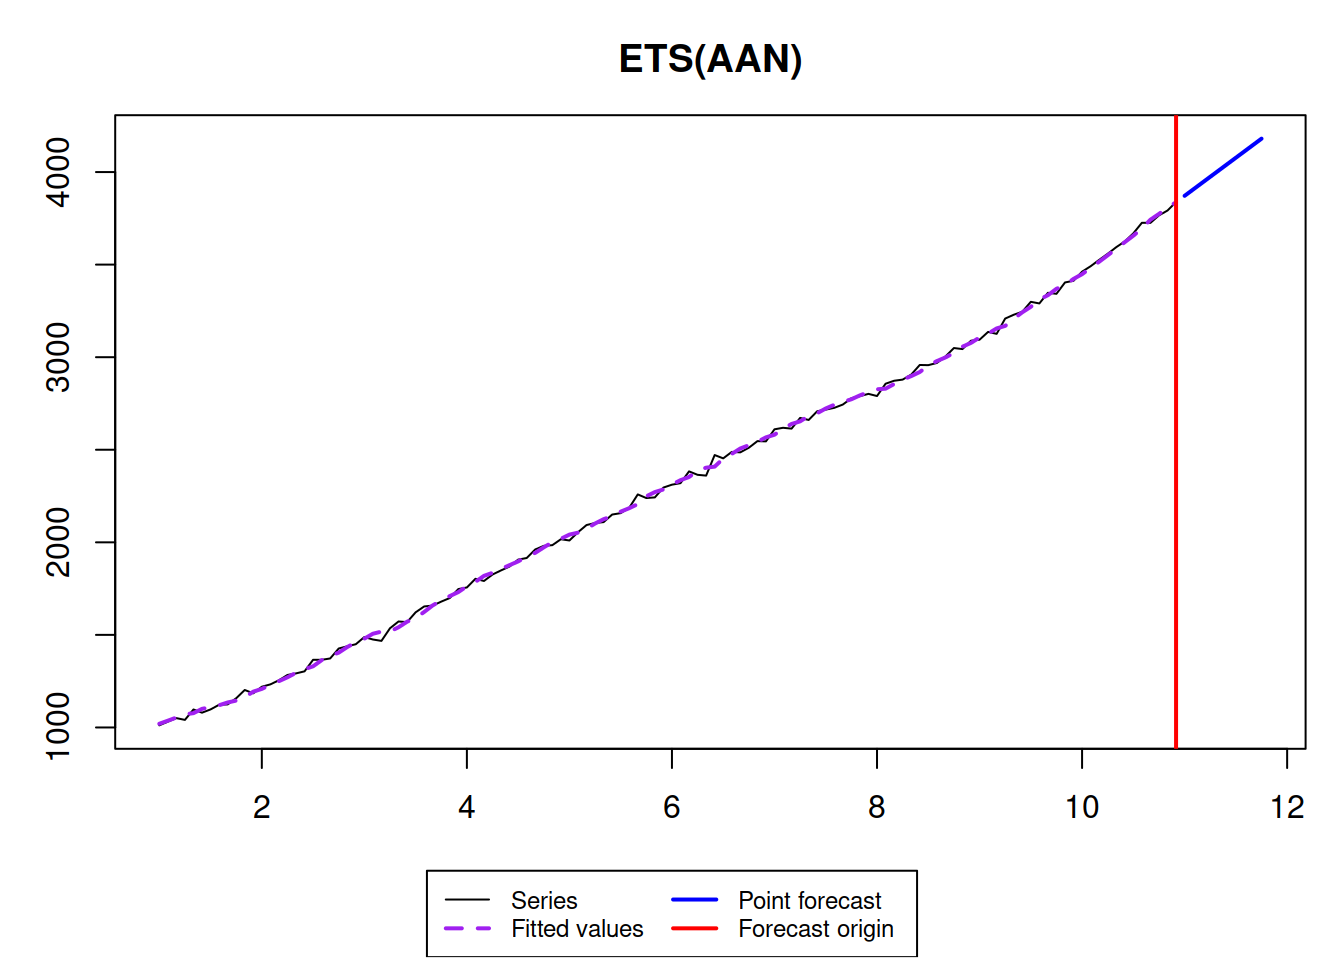 ETS(AAN)
4000
3000
2000
1000
2 4 6 8 10 12
Series Point forecast
Fitted values Forecast origin